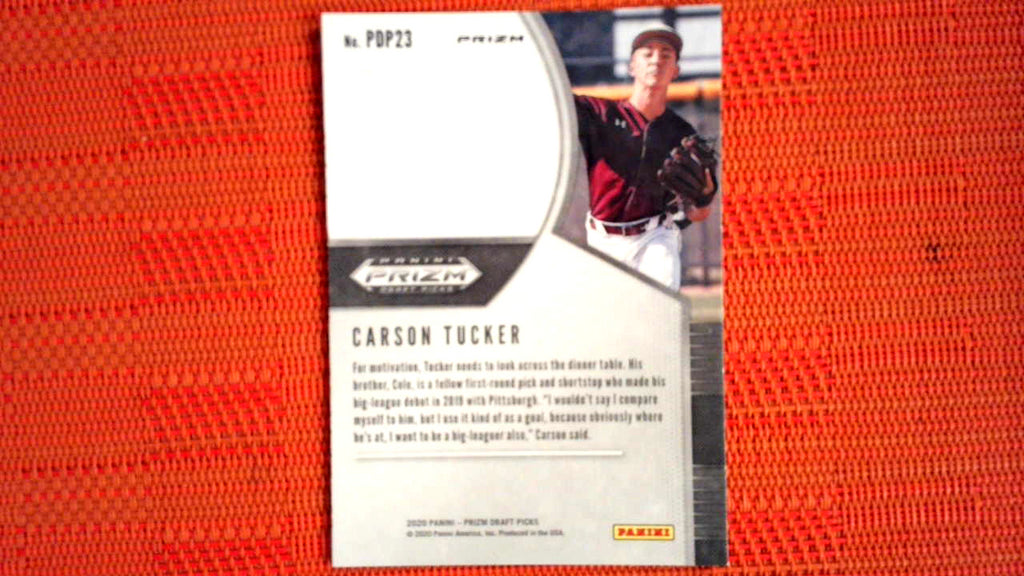 No. PDP23
PRIZM
PANINI
PRIZM
DRAFT PICKS
CARSON TUCKER
For motivation, Tucker needs to look across the dinner table. His
brother, Cole, is a fellow first-round pick and shortstop who made his
big-league debut in 2019 with Pittsburgh. "I wouldn't say I compare
myself to him, but I use it kind of as a goal, because obviously where
he's at, I want to be a big-leaguer also," Carson said.
2020 PANINI – PRIZM DRAFT PICKS
© 2020 Panini America, Inc. Produced in the USA.
PANINI